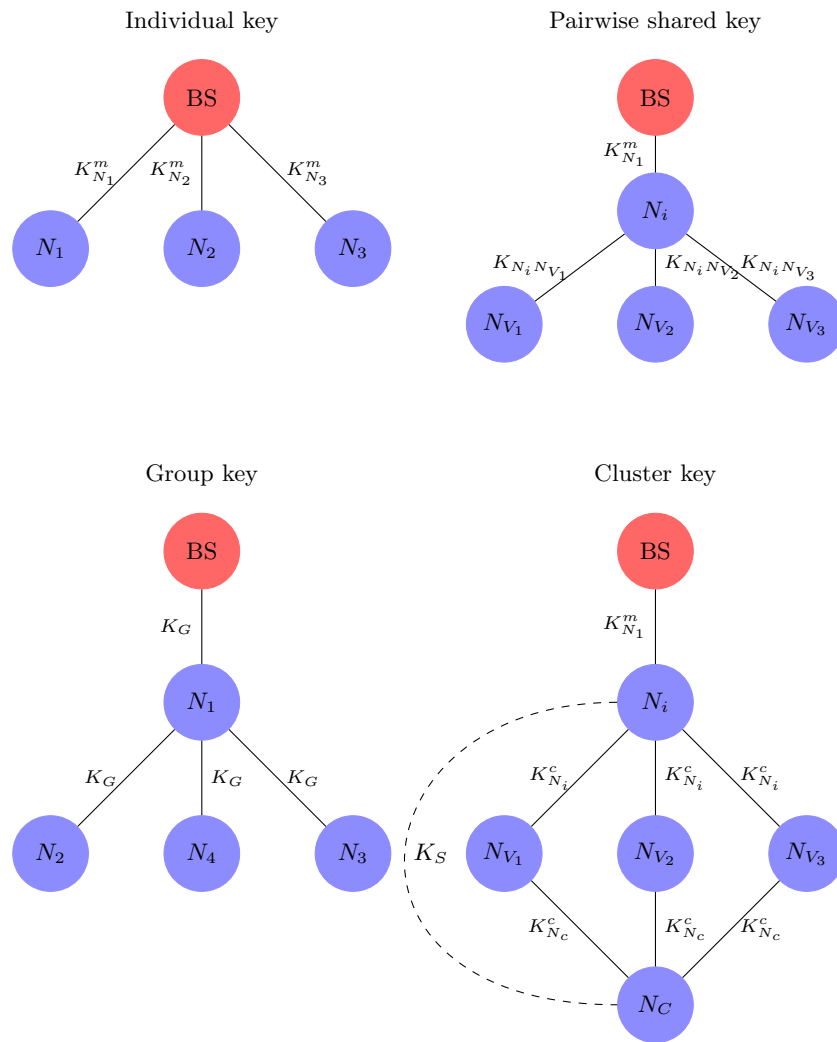 Individual key
BS
K^m_{N_1} K^m_{N_2} K^m_{N_3}
N_1 N_2 N_3
Pairwise shared key
BS
K^m_{N_1}
N_i
K_{N_i N_{V_1}} K_{N_i N_{V_2}} K_{N_i N_{V_3}}
N_{V_1} N_{V_2} N_{V_3}
Group key
BS
K_G
N_1
K_G K_G K_G
N_2 N_4 N_3
Cluster key
BS
K^m_{N_1}
N_i
K^c_{N_i} K^c_{N_i} K^c_{N_i}
K_S N_{V_1} N_{V_2} N_{V_3}
K^c_{N_c} K^c_{N_c} K^c_{N_c}
N_C